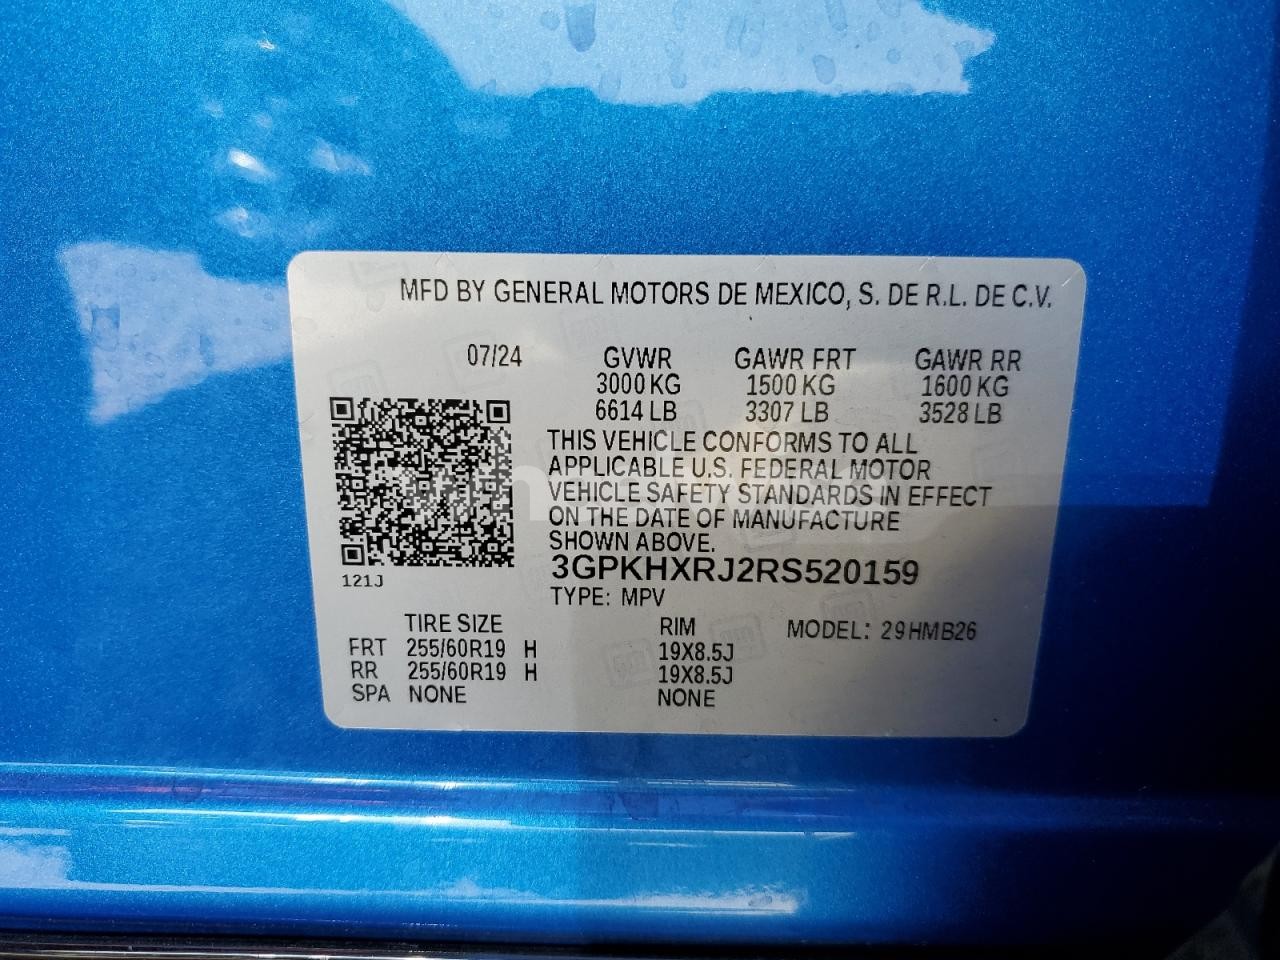 MFD BY GENERAL MOTORS DE MEXICO, S. DE R.L. DE C.V.
07/24 GVWR GAWR FRT GAWR RR
3000 KG 1500 KG 1600 KG
6614 LB 3307 LB 3528 LB
THIS VEHICLE CONFORMS TO ALL
APPLICABLE U.S. FEDERAL MOTOR
VEHICLE SAFETY STANDARDS IN EFFECT
ON THE DATE OF MANUFACTURE
SHOWN ABOVE.
3GPKHXRJ2RS520159
121J
TYPE: MPV
TIRE SIZE RIM MODEL: 29HMB26
FRT 255/60R19 H 19X8.5J
RR 255/60R19 H 19X8.5J
SPA NONE NONE